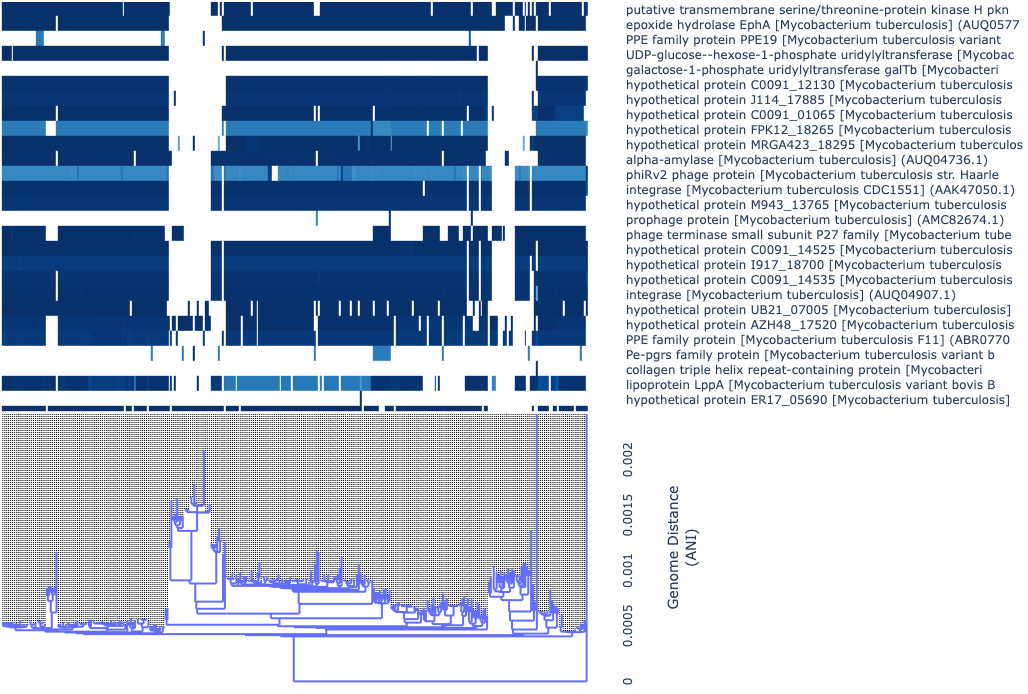 putative transmembrane serine/threonine-protein kinase H pkn
epoxide hydrolase EphA [Mycobacterium tuberculosis] (AUQ0577
PPE family protein PPE19 [Mycobacterium tuberculosis variant
UDP-glucose--hexose-1-phosphate uridylyltransferase [Mycobac
galactose-1-phosphate uridylyltransferase galTb [Mycobacteri
hypothetical protein C0091_12130 [Mycobacterium tuberculosis
hypothetical protein J114_17885 [Mycobacterium tuberculosis
hypothetical protein C0091_01065 [Mycobacterium tuberculosis
hypothetical protein FPK12_18265 [Mycobacterium tuberculosis
hypothetical protein MRGA423_18295 [Mycobacterium tuberculos
alpha-amylase [Mycobacterium tuberculosis] (AUQ04736.1)
phiRv2 phage protein [Mycobacterium tuberculosis str. Haarle
integrase [Mycobacterium tuberculosis CDC1551] (AAK47050.1)
hypothetical protein M943_13765 [Mycobacterium tuberculosis
prophage protein [Mycobacterium tuberculosis] (AMC82674.1)
phage terminase small subunit P27 family [Mycobacterium tube
hypothetical protein C0091_14525 [Mycobacterium tuberculosis
hypothetical protein I917_18700 [Mycobacterium tuberculosis
hypothetical protein C0091_14535 [Mycobacterium tuberculosis
integrase [Mycobacterium tuberculosis] (AUQ04907.1)
hypothetical protein UB21_07005 [Mycobacterium tuberculosis]
hypothetical protein AZH48_17520 [Mycobacterium tuberculosis
PPE family protein [Mycobacterium tuberculosis F11] (ABR0770
Pe-pgrs family protein [Mycobacterium tuberculosis variant b
collagen triple helix repeat-containing protein [Mycobacteri
lipoprotein LppA [Mycobacterium tuberculosis variant bovis B
hypothetical protein ER17_05690 [Mycobacterium tuberculosis]
0.002
0.0015
0.001
0.0005
0
Genome Distance
(ANI)